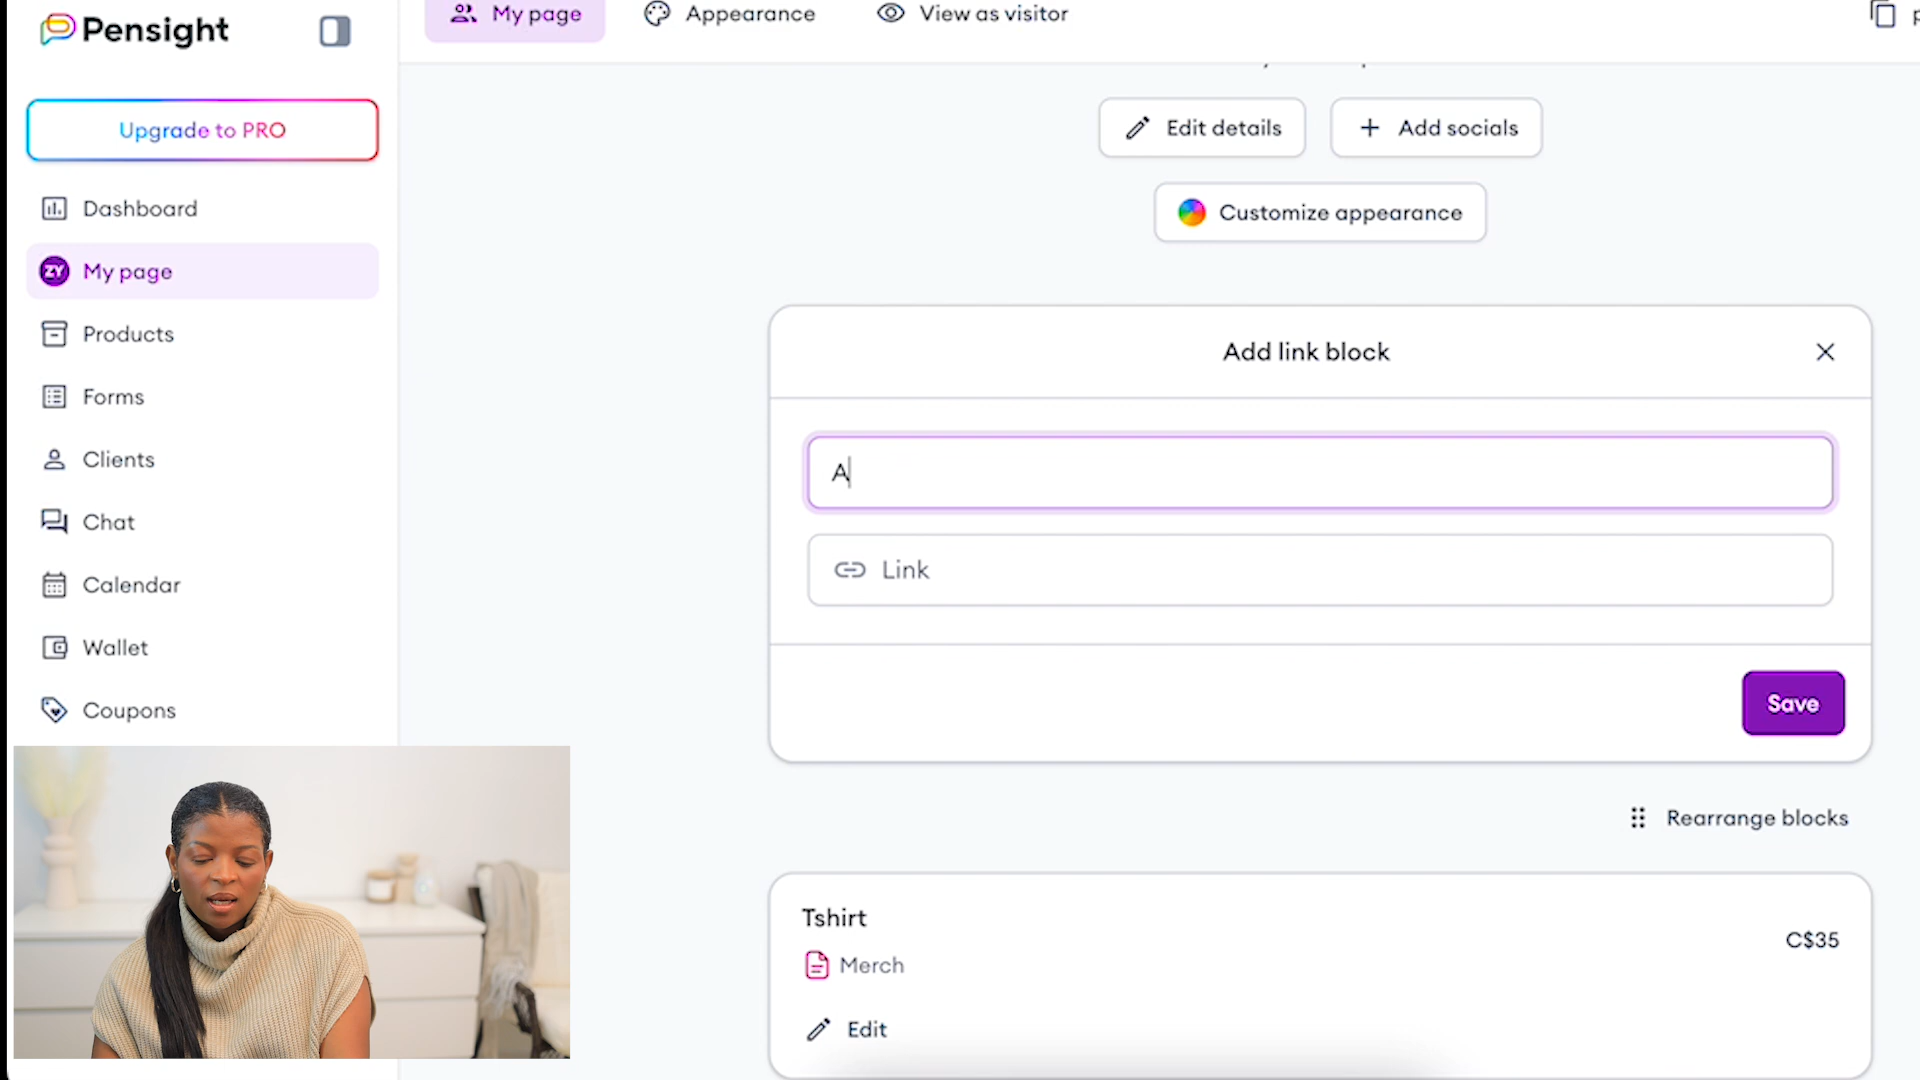 Pensight
My page
Appearance
View as visitor
Upgrade to PRO
Edit details
Add socials
Dashboard
Customize appearance
ZY My page
Products
Add link block
Forms
Clients
A
Chat
Link
Calendar
Wallet
Save
Coupons
Rearrange blocks
Tshirt
C$35
Merch
Edit